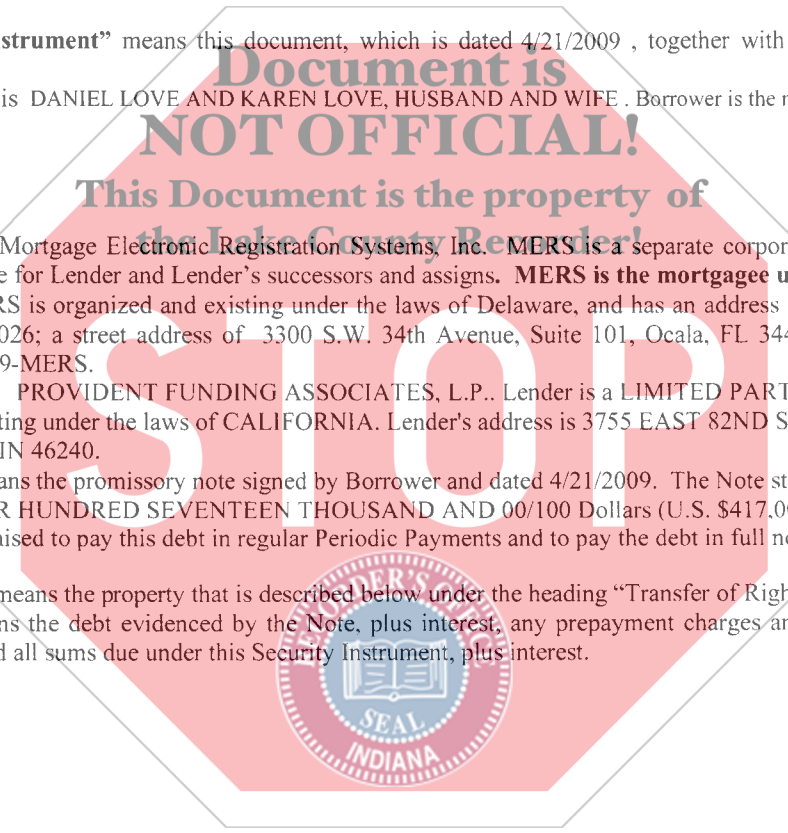 strument” means this document, which is dated 4/21/2009 , together with
Document is
is DANIEL LOVE AND KAREN LOVE, HUSBAND AND WIFE . Borrower is the
NOT OFFICIAL!
This Document is the property of
the Lake County Recorder!
Mortgage Electronic Registration Systems, Inc. MERS is a separate corpor
e for Lender and Lender’s successors and assigns. MERS is the mortgagee u
RS is organized and existing under the laws of Delaware, and has an address
026; a street address of 3300 S.W. 34th Avenue, Suite 101, Ocala, FL 344
9-MERS.
PROVIDENT FUNDING ASSOCIATES, L.P.. Lender is a LIMITED PART
ting under the laws of CALIFORNIA. Lender's address is 3755 EAST 82ND S
IN 46240.
STOP
ans the promissory note signed by Borrower and dated 4/21/2009. The Note st
R HUNDRED SEVENTEEN THOUSAND AND 00/100 Dollars (U.S. $417,00
ised to pay this debt in regular Periodic Payments and to pay the debt in full no
means the property that is described below under the heading “Transfer of Righ
ns the debt evidenced by the Note, plus interest, any prepayment charges an
d all sums due under this Security Instrument, plus interest.
RECORDER'S OFFICE
SEAL
INDIANA